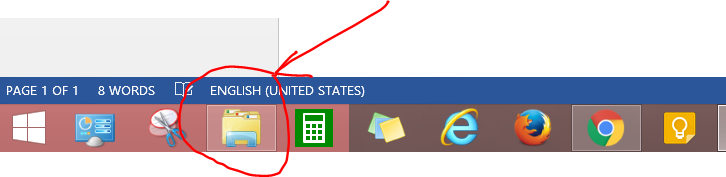 PAGE 1 OF 1 8 WORDS ENGLISH (UNITED STATES)